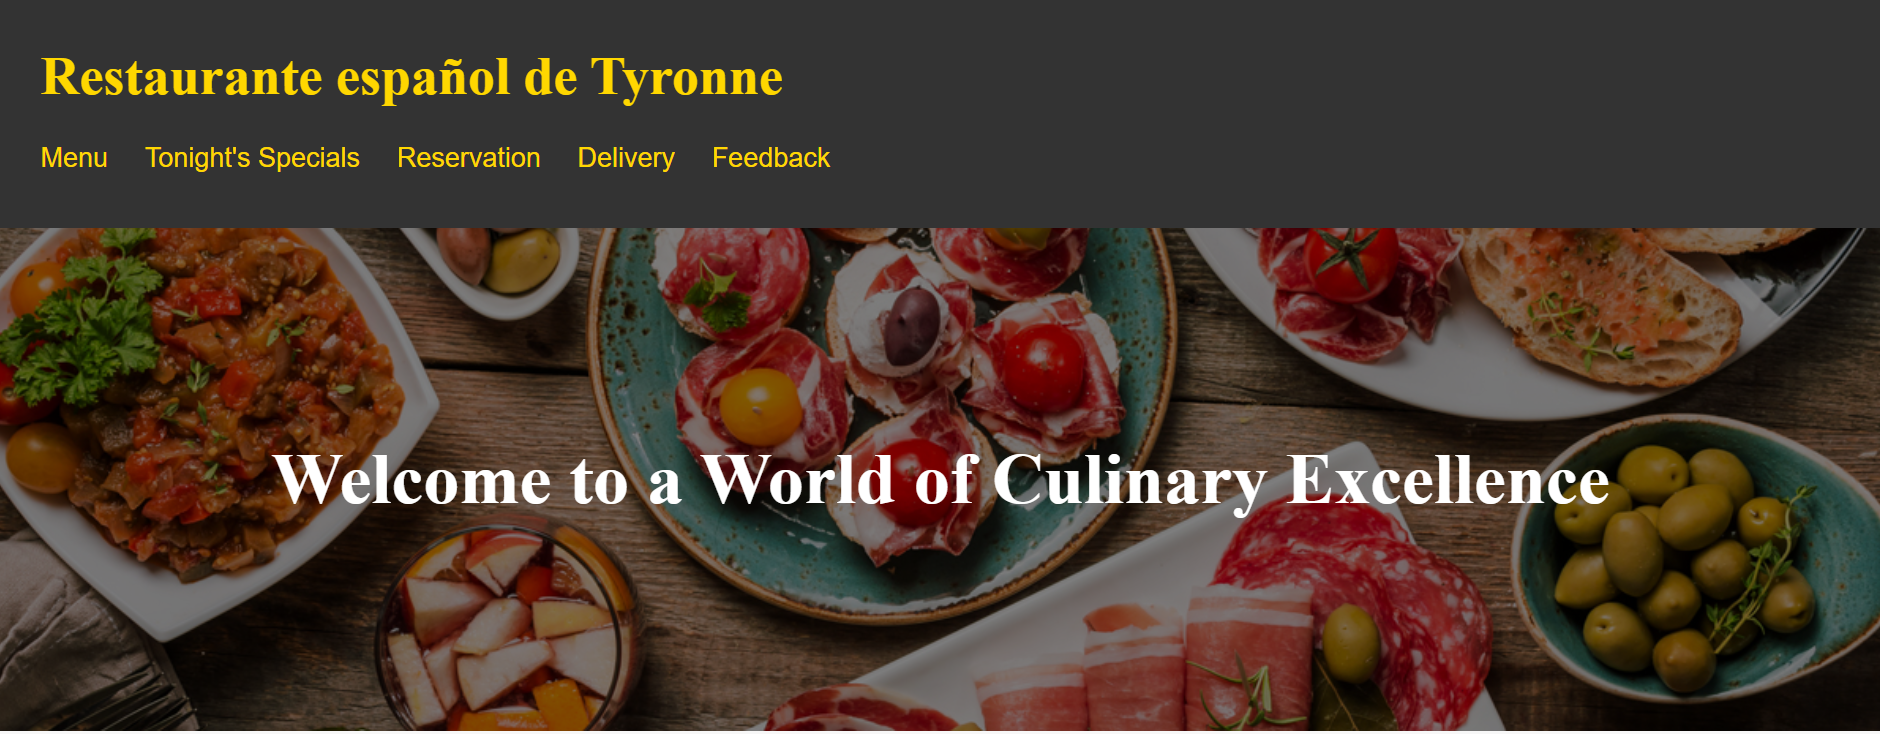 Restaurante español de Tyronne
Menu Tonight's Specials Reservation Delivery Feedback
Welcome to a World of Culinary Excellence